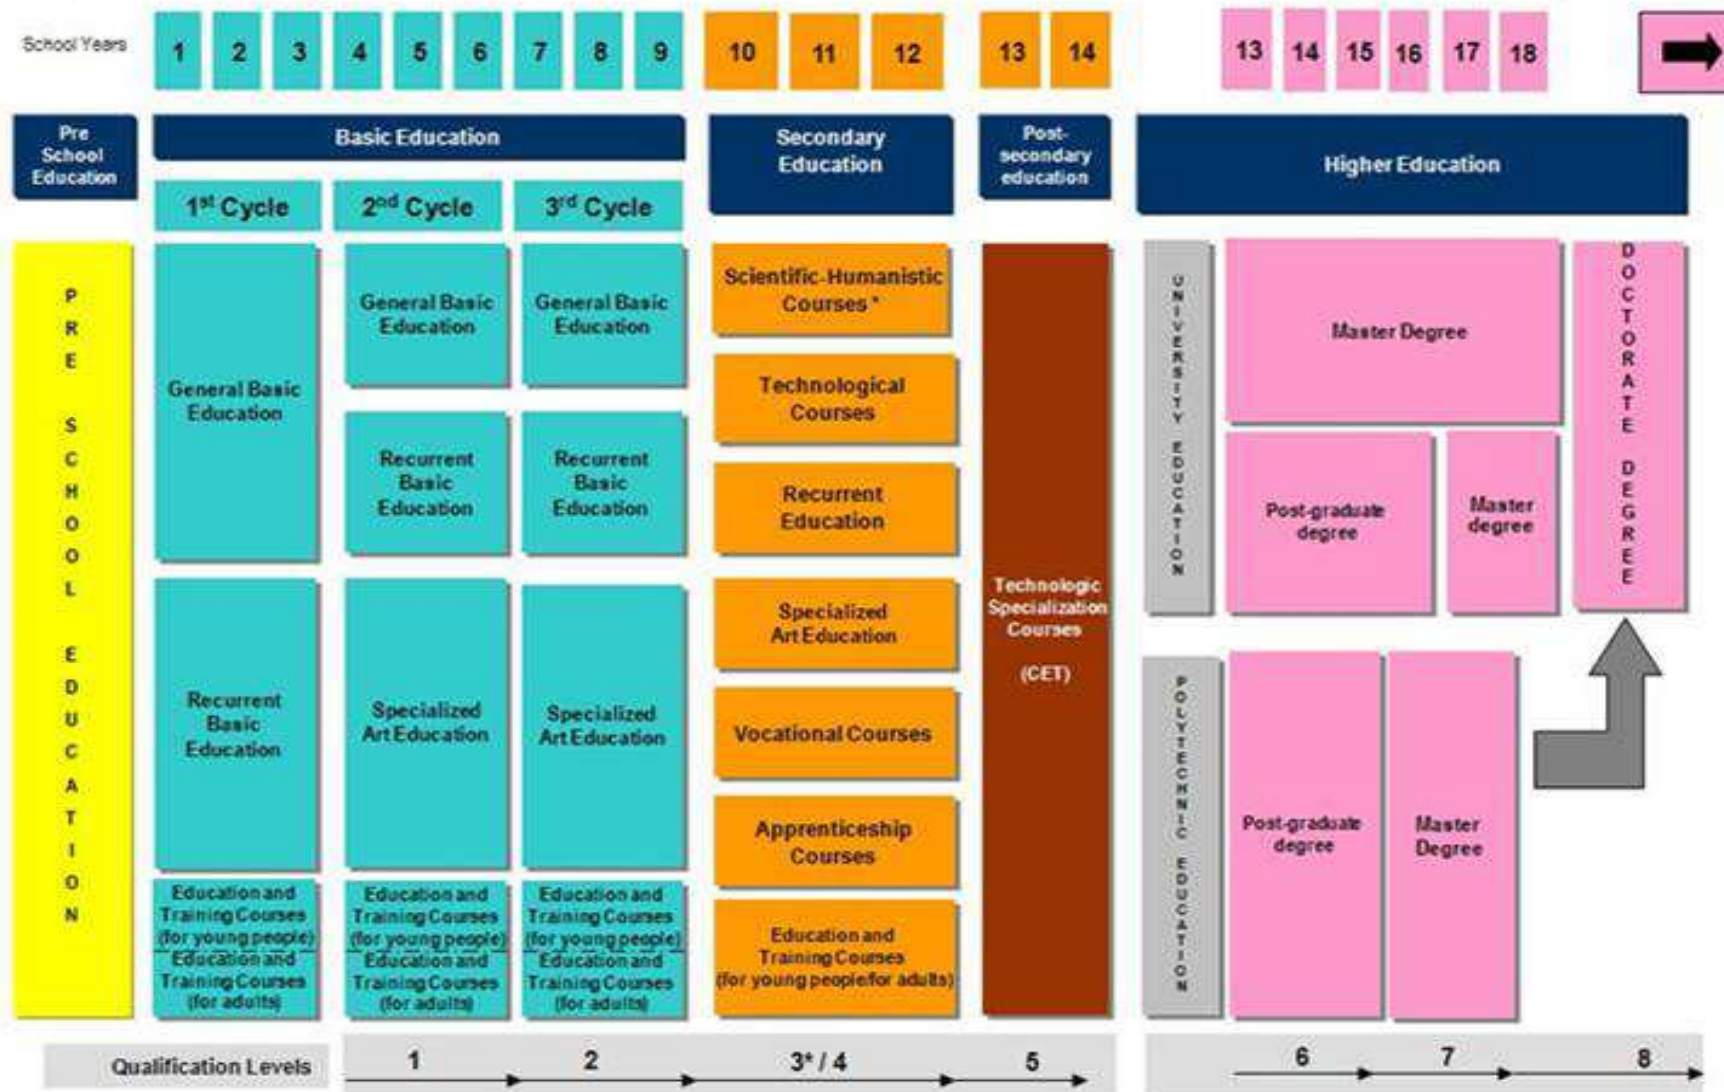 School Years
1 2 3 4 5 6 7 8 9 10 11 12 13 14 13 14 15 16 17 18
Pre
School
Education
Basic Education
Secondary
Education
Post-
secondary
education
Higher Education
1st Cycle
2nd Cycle
3rd Cycle
PRE SCHOOL EDUCATION
General Basic
Education
Recurrent
Basic
Education
Education and
Training Courses
(for young people)
Education and
Training Courses
(for adults)
General Basic
Education
Recurrent
Basic
Education
Specialized
Art Education
Education and
Training Courses
(for young people)
Education and
Training Courses
(for adults)
General Basic
Education
Recurrent
Basic
Education
Specialized
Art Education
Education and
Training Courses
(for young people)
Education and
Training Courses
(for adults)
Scientific-Humanistic
Courses *
Technological
Courses
Recurrent
Education
Specialized
Art Education
Vocational Courses
Apprenticeship
Courses
Education and
Training Courses
(for young people/for adults)
Technologic
Specialization
Courses
(CET)
UNIVERSITY EDUCATION
Master Degree
Post-graduate
degree
Master
degree
DOCTORATE DEGREE
POLYTECHNIC EDUCATION
Post-graduate
degree
Master
Degree
Qualification Levels
1 2 3* / 4 5 6 7 8